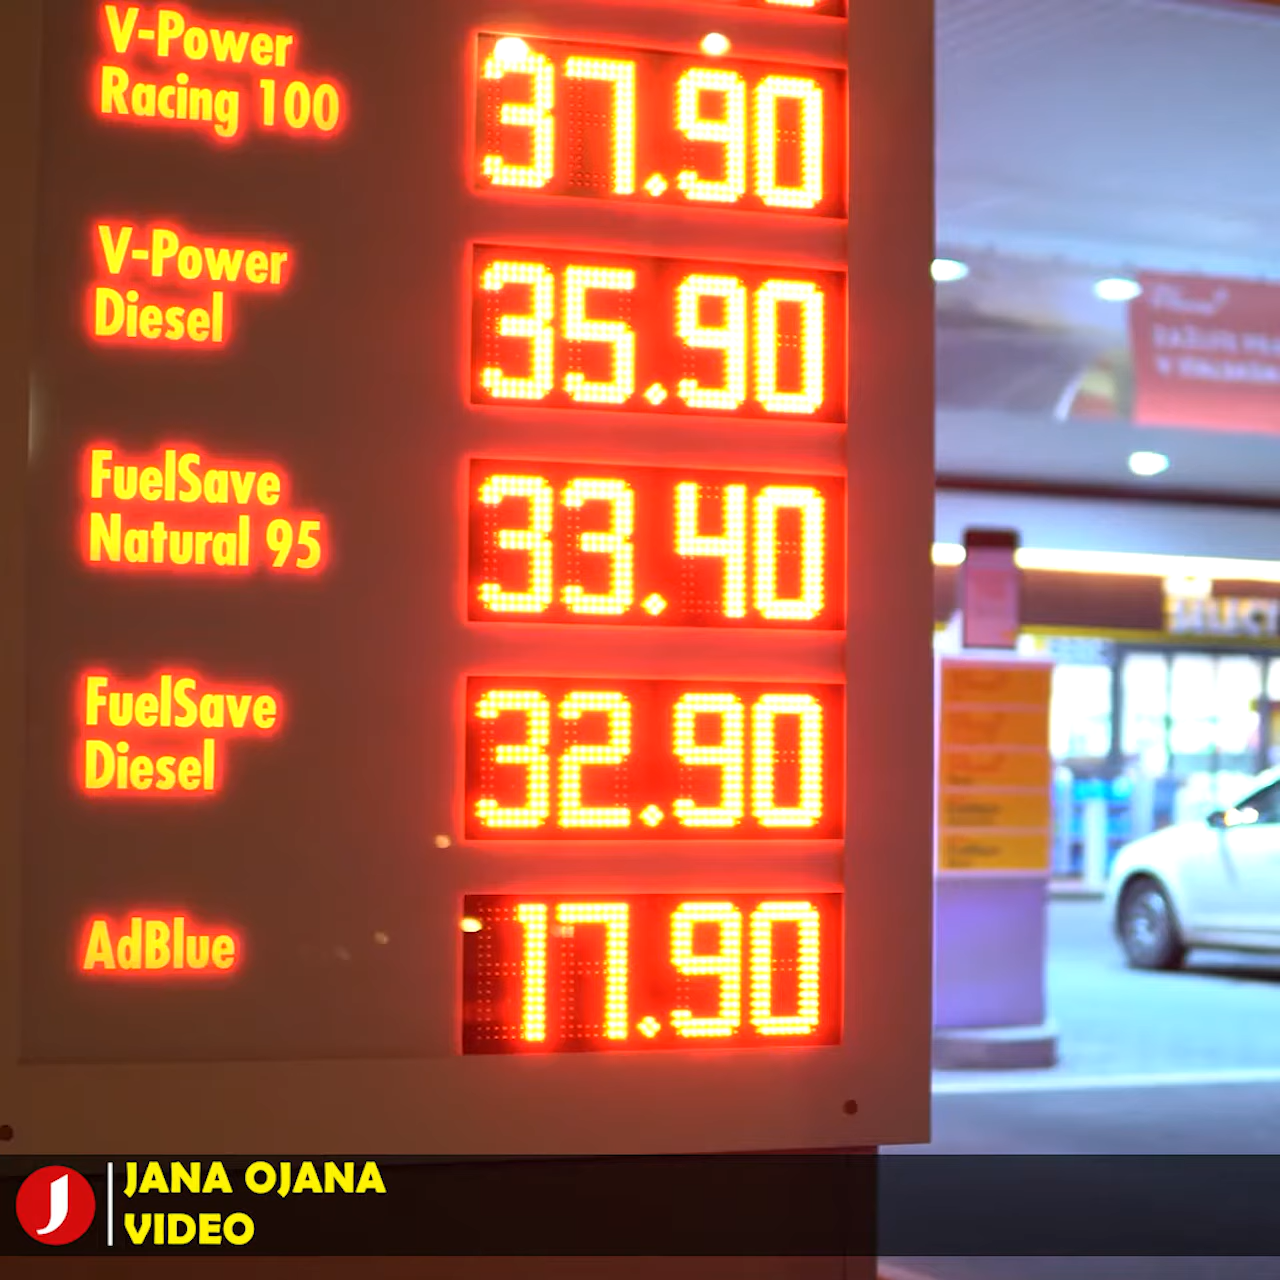 V-Power
Racing 100
37.90
V-Power
Diesel
35.90
FuelSave
Natural 95
33.40
FuelSave
Diesel
32.90
AdBlue
17.90
SELECT
JANA OJANA
VIDEO